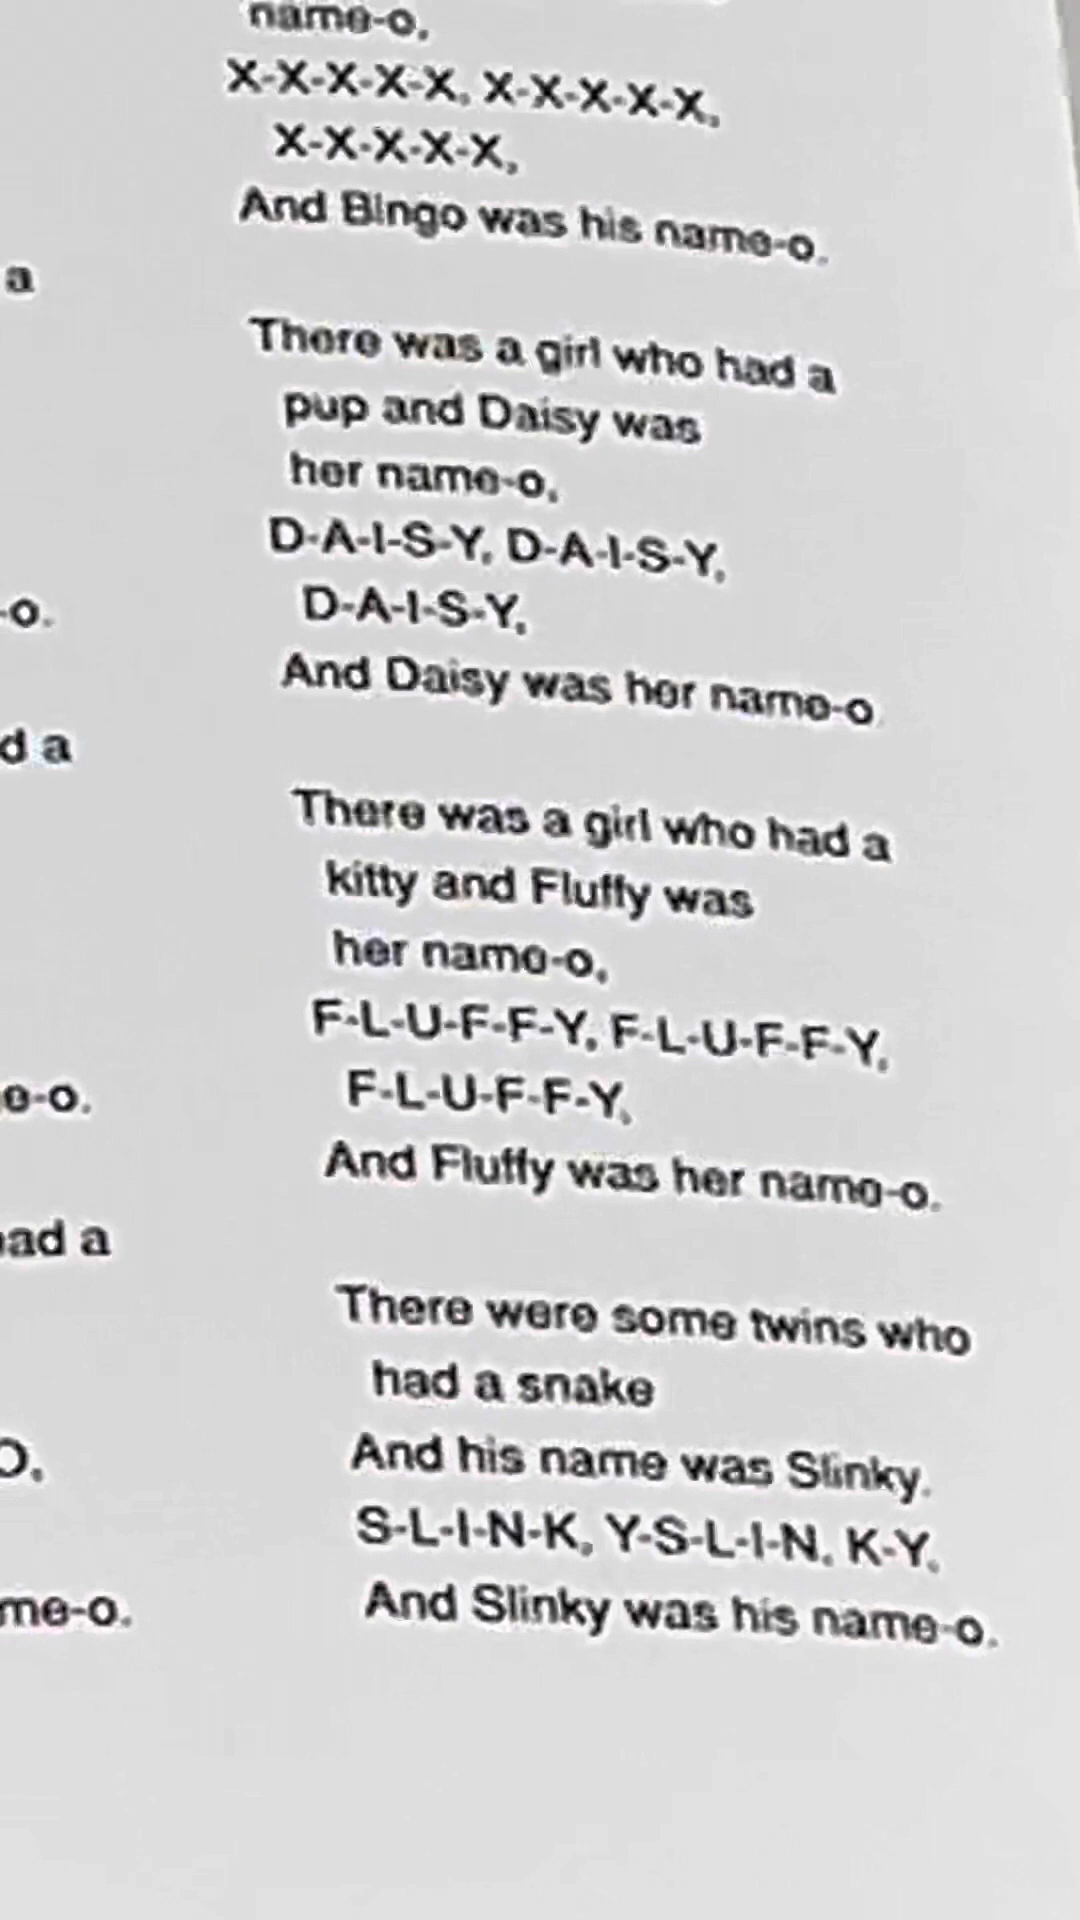 name-o,
X-X-X-X-X, X-X-X-X-X,
X-X-X-X-X,
And Bingo was his name-o.
There was a girl who had a
pup and Daisy was
her name-o,
D-A-I-S-Y, D-A-I-S-Y,
D-A-I-S-Y,
And Daisy was her name-o.
There was a girl who had a
kitty and Fluffy was
her name-o,
F-L-U-F-F-Y, F-L-U-F-F-Y,
F-L-U-F-F-Y,
And Fluffy was her name-o.
There were some twins who
had a snake
And his name was Slinky.
S-L-I-N-K, Y-S-L-I-N, K-Y,
And Slinky was his name-o.
a
-o.
d a
e-o.
ad a
O,
me-o.